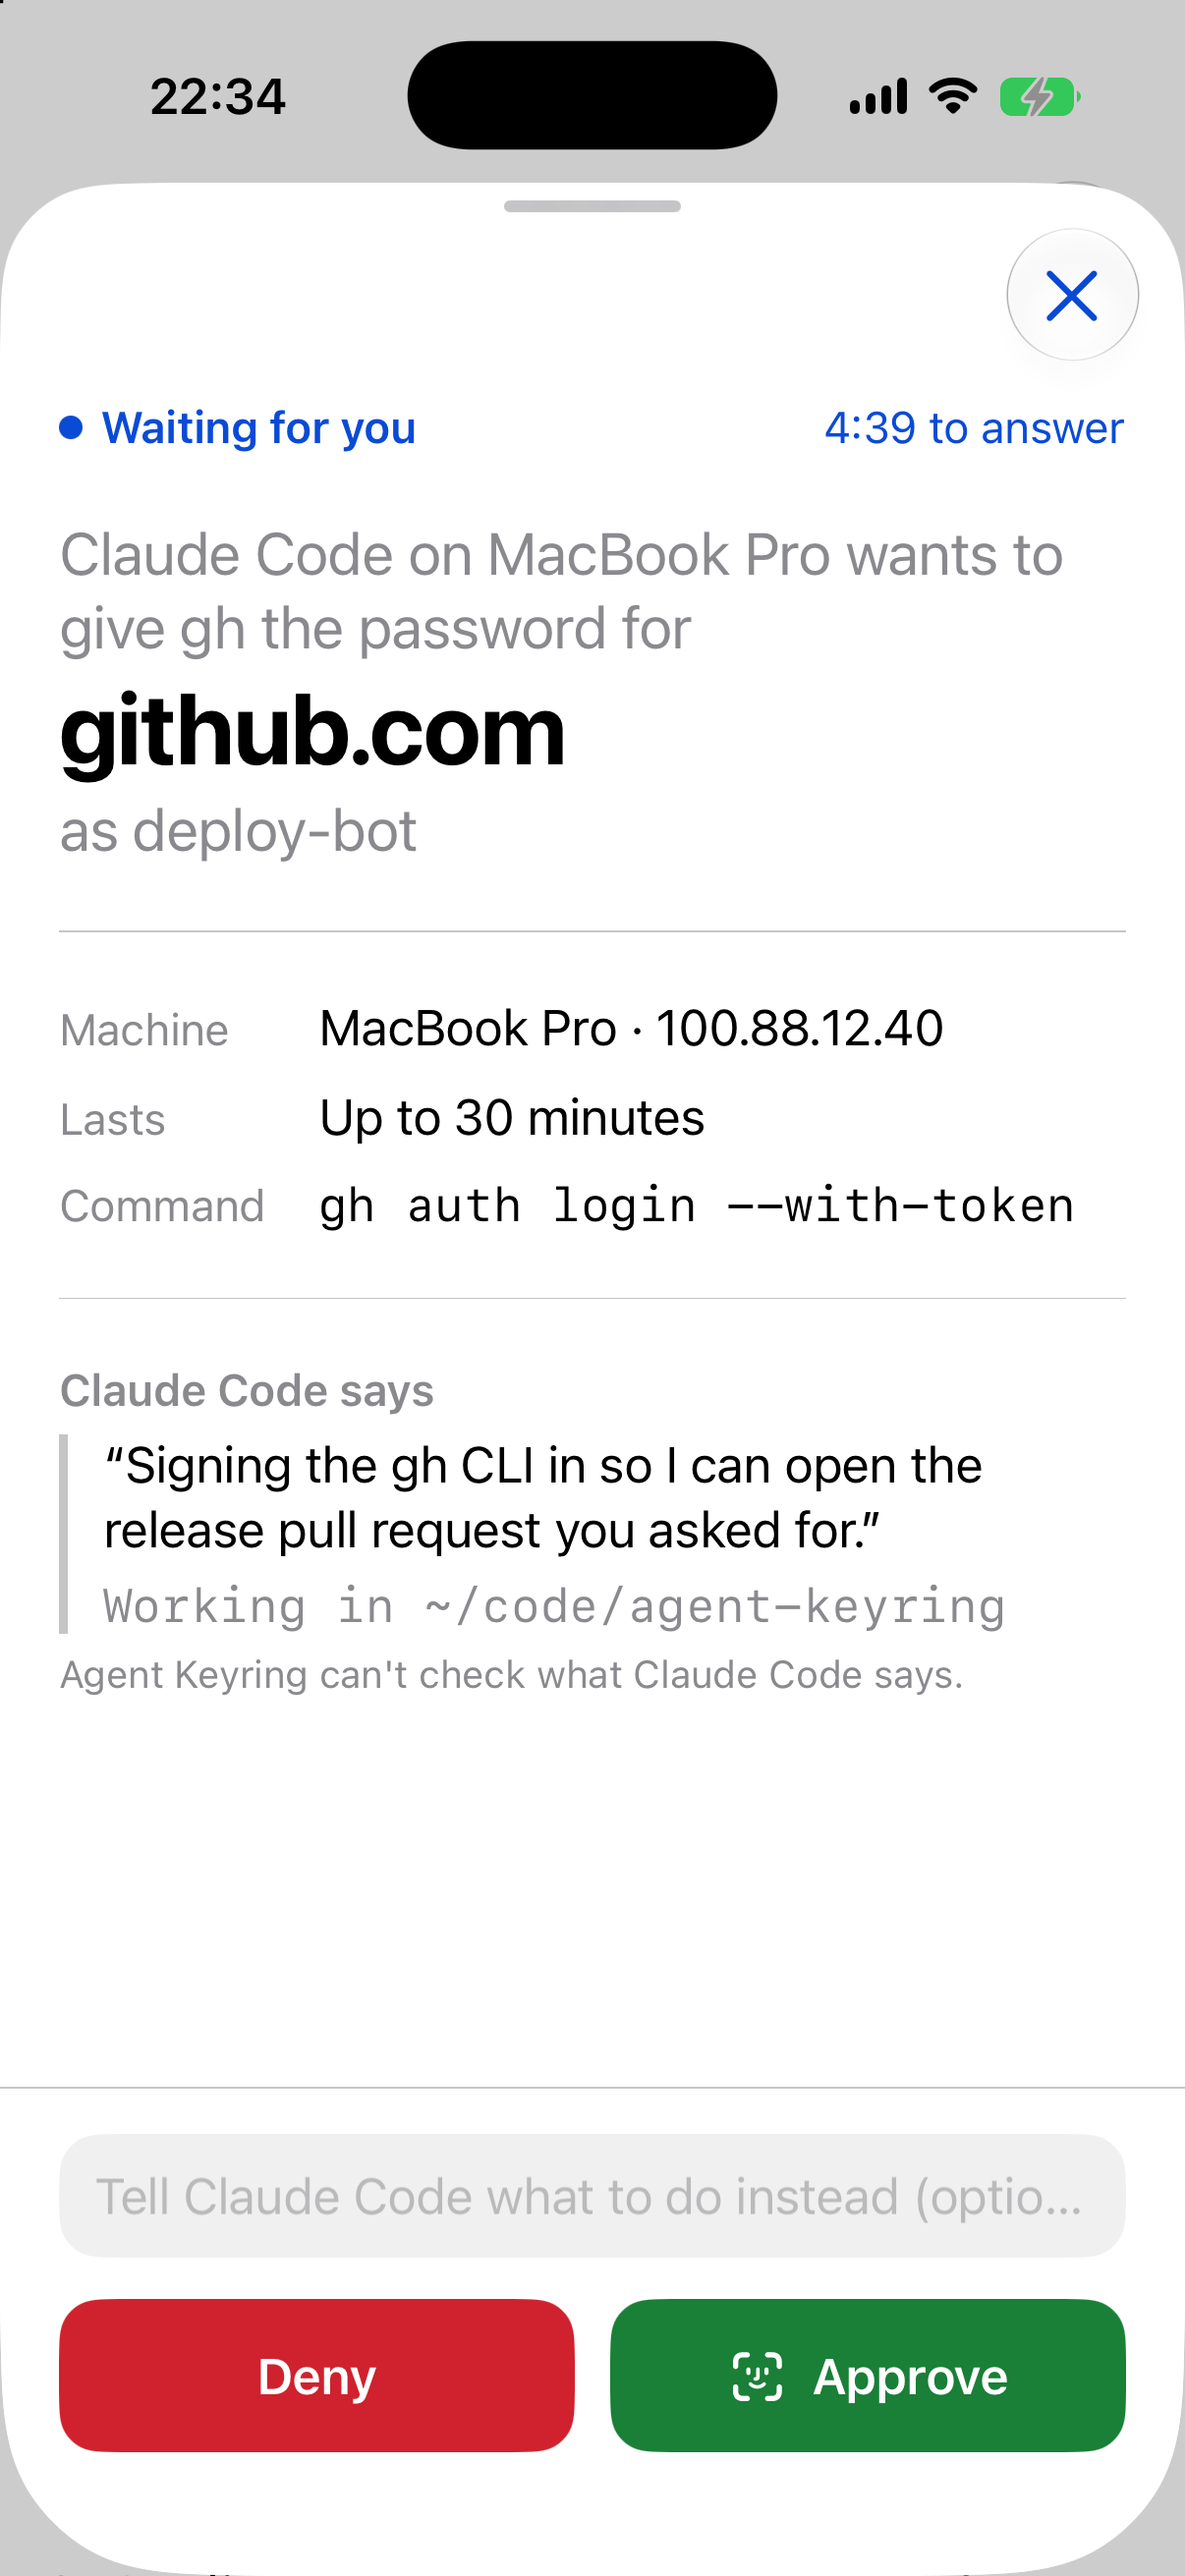 22:34
Waiting for you
4:39 to answer
Claude Code on MacBook Pro wants to
give gh the password for
github.com
as deploy-bot
Machine MacBook Pro · 100.88.12.40
Lasts Up to 30 minutes
Command gh auth login --with-token
Claude Code says
“Signing the gh CLI in so I can open the
release pull request you asked for.”
Working in ~/code/agent-keyring
Agent Keyring can't check what Claude Code says.
Tell Claude Code what to do instead (optio...
Deny
Approve